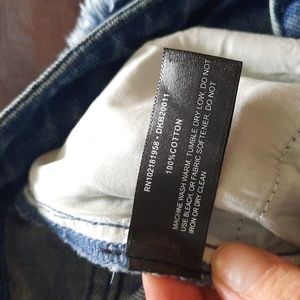 RN102181958 - DKB20011
100%COTTON
MACHINE WASH WARM, TUMBLE DRY LOW, DO NOT
USE BLEACH OR FABRIC SOFTENER, DO NOT
IRON OR DRY CLEAN